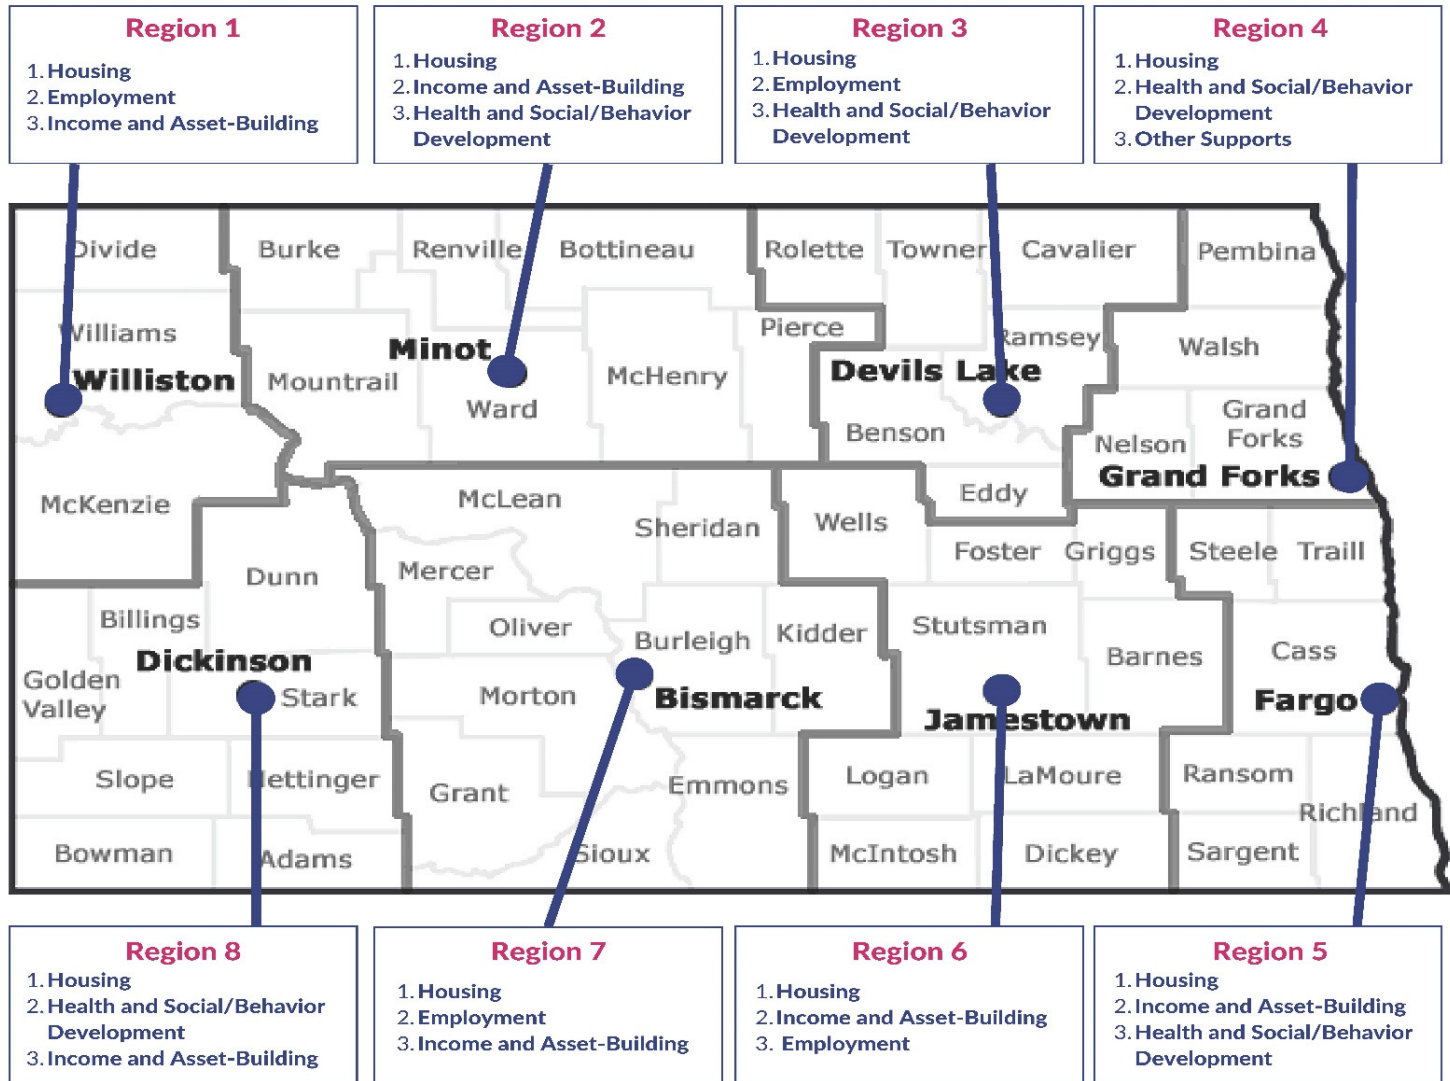 Region 1
1. Housing
2. Employment
3. Income and Asset-Building
Region 2
1. Housing
2. Income and Asset-Building
3. Health and Social/Behavior
Development
Region 3
1. Housing
2. Employment
3. Health and Social/Behavior
Development
Region 4
1. Housing
2. Health and Social/Behavior
Development
3. Other Supports
Divide
Burke
Renville
Bottineau
Rolette
Towner
Cavalier
Pembina
Williams
Pierce
Ramsey
Walsh
Minot
Williston
Mountrail
McHenry
Devils Lake
Ward
Benson
Nelson
Grand
Forks
Grand Forks
McKenzie
McLean
Sheridan
Wells
Eddy
Foster
Griggs
Steele
Traill
Dunn
Mercer
Billings
Oliver
Burleigh
Kidder
Stutsman
Barnes
Cass
Dickinson
Golden
Valley
Stark
Morton
Bismarck
Jamestown
Fargo
Slope
Hettinger
Grant
Emmons
Logan
LaMoure
Ransom
Richland
Bowman
Adams
Sioux
McIntosh
Dickey
Sargent
Region 8
1. Housing
2. Health and Social/Behavior
Development
3. Income and Asset-Building
Region 7
1. Housing
2. Employment
3. Income and Asset-Building
Region 6
1. Housing
2. Income and Asset-Building
3. Employment
Region 5
1. Housing
2. Income and Asset-Building
3. Health and Social/Behavior
Development